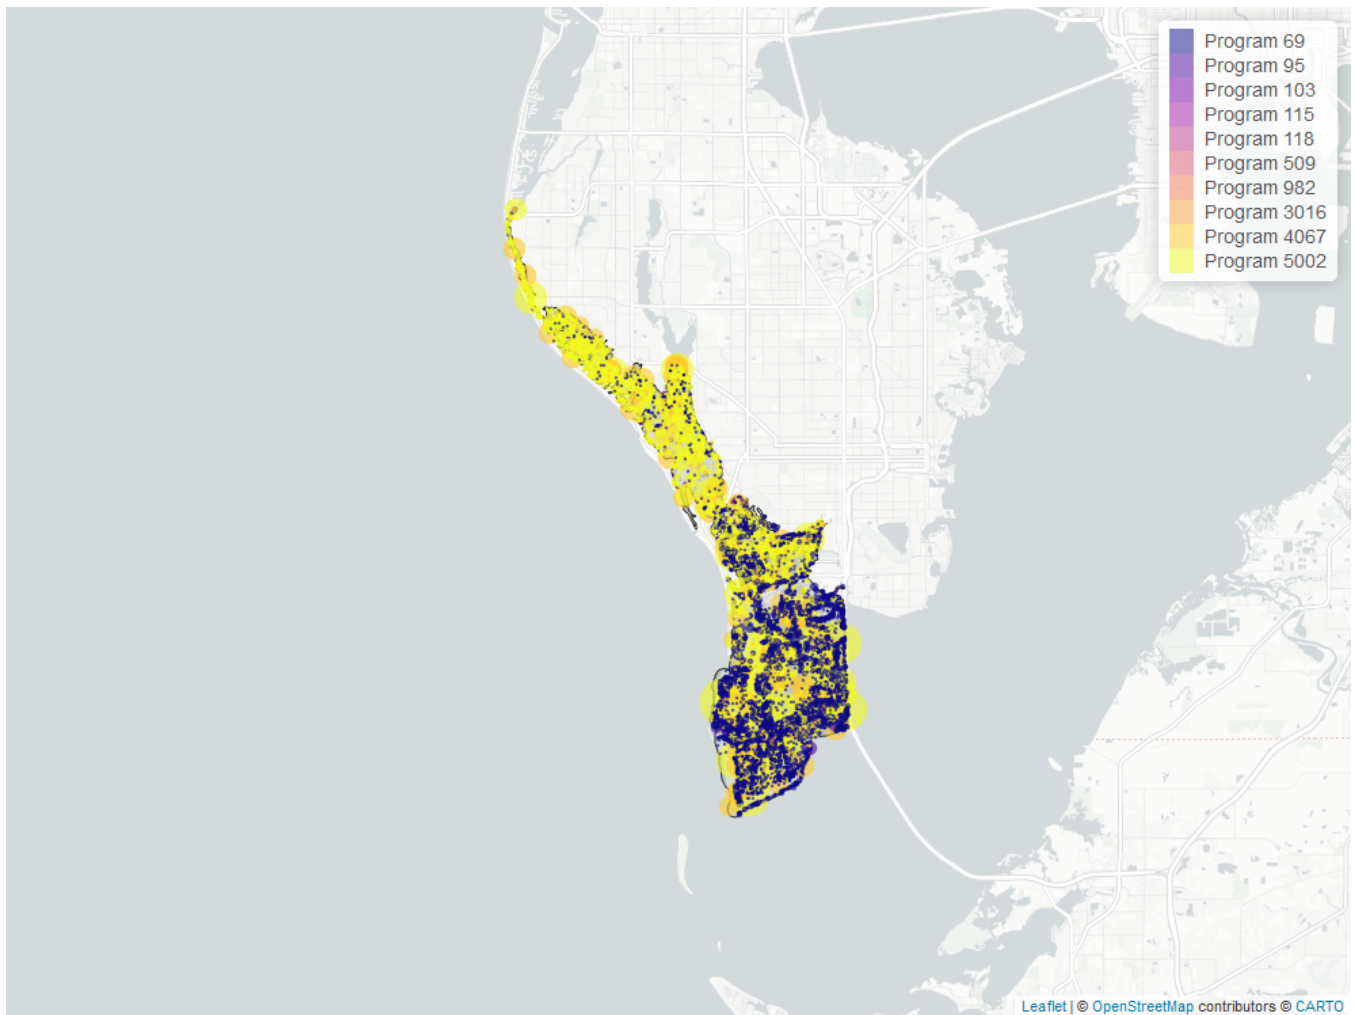 Program 69
Program 95
Program 103
Program 115
Program 118
Program 509
Program 982
Program 3016
Program 4067
Program 5002
Leaflet | © OpenStreetMap contributors © CARTO